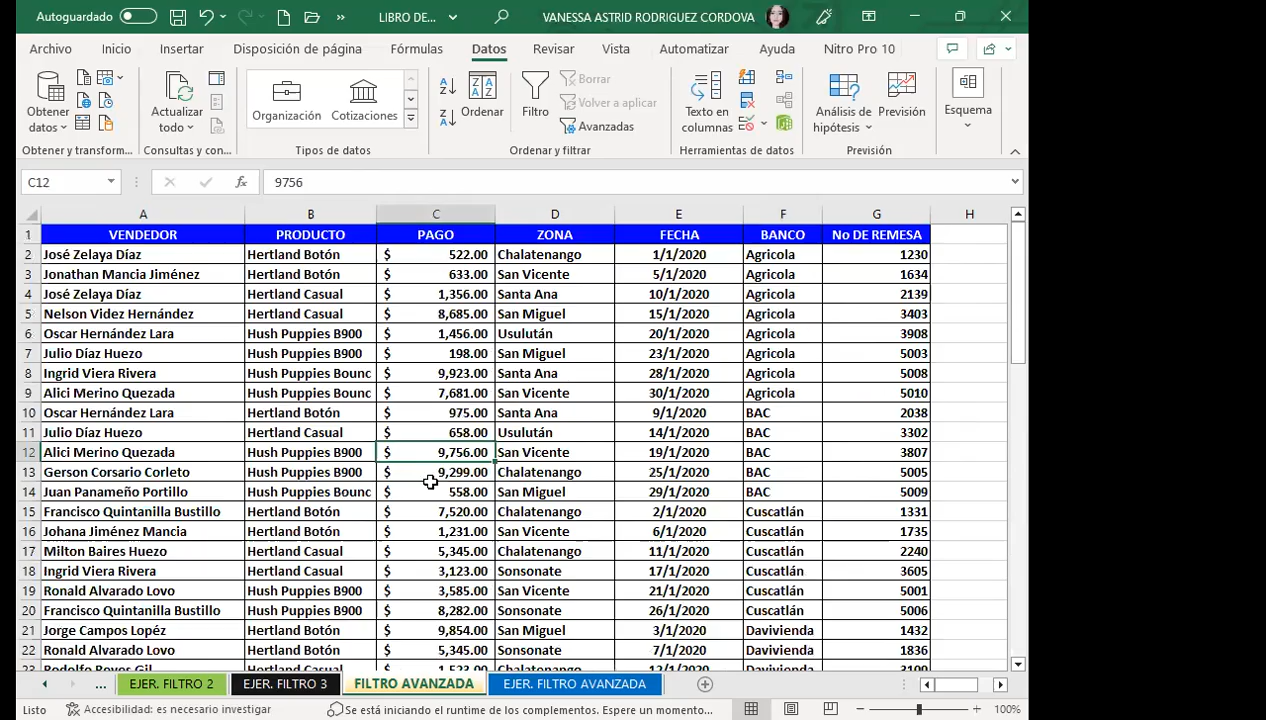 Autoguardado
LIBRO DE...
VANESSA ASTRID RODRIGUEZ CORDOVA
Archivo Inicio Insertar Disposición de página Fórmulas Datos Revisar Vista Automatizar Ayuda Nitro Pro 10
Obtener datos
Actualizar todo
Organización Cotizaciones
Ordenar
Filtro
Borrar
Volver a aplicar
Avanzadas
Texto en columnas
Análisis de hipótesis
Previsión
Esquema
Obtener y transform... Consultas y con... Tipos de datos Ordenar y filtrar Herramientas de datos Previsión
C12 fx 9756
A B C D E F G H
1 VENDEDOR PRODUCTO PAGO ZONA FECHA BANCO No DE REMESA
2 José Zelaya Díaz Hertland Botón $ 522.00 Chalatenango 1/1/2020 Agricola 1230
3 Jonathan Mancia Jiménez Hertland Botón $ 633.00 San Vicente 5/1/2020 Agricola 1634
4 José Zelaya Díaz Hertland Casual $ 1,356.00 Santa Ana 10/1/2020 Agricola 2139
5 Nelson Videz Hernández Hertland Casual $ 8,685.00 San Miguel 15/1/2020 Agricola 3403
6 Oscar Hernández Lara Hush Puppies B900 $ 1,456.00 Usulután 20/1/2020 Agricola 3908
7 Julio Díaz Huezo Hush Puppies B900 $ 198.00 San Miguel 23/1/2020 Agricola 5003
8 Ingrid Viera Rivera Hush Puppies Bounc $ 9,923.00 Santa Ana 28/1/2020 Agricola 5008
9 Alici Merino Quezada Hush Puppies Bounc $ 7,681.00 San Vicente 30/1/2020 Agricola 5010
10 Oscar Hernández Lara Hertland Botón $ 975.00 Santa Ana 9/1/2020 BAC 2038
11 Julio Díaz Huezo Hertland Casual $ 658.00 Usulután 14/1/2020 BAC 3302
12 Alici Merino Quezada Hush Puppies B900 $ 9,756.00 San Vicente 19/1/2020 BAC 3807
13 Gerson Corsario Corleto Hush Puppies B900 $ 9,299.00 Chalatenango 25/1/2020 BAC 5005
14 Juan Panameño Portillo Hush Puppies Bounc $ 558.00 San Miguel 29/1/2020 BAC 5009
15 Francisco Quintanilla Bustillo Hertland Botón $ 7,520.00 Chalatenango 2/1/2020 Cuscatlán 1331
16 Johana Jiménez Mancia Hertland Botón $ 1,231.00 San Vicente 6/1/2020 Cuscatlán 1735
17 Milton Baires Huezo Hertland Casual $ 5,345.00 Chalatenango 11/1/2020 Cuscatlán 2240
18 Ingrid Viera Rivera Hertland Casual $ 3,123.00 Sonsonate 17/1/2020 Cuscatlán 3605
19 Ronald Alvarado Lovo Hush Puppies B900 $ 3,585.00 San Vicente 21/1/2020 Cuscatlán 5001
20 Francisco Quintanilla Bustillo Hush Puppies B900 $ 8,282.00 Sonsonate 26/1/2020 Cuscatlán 5006
21 Jorge Campos Lopéz Hertland Botón $ 9,854.00 San Miguel 3/1/2020 Davivienda 1432
22 Ronald Alvarado Lovo Hertland Botón $ 5,345.00 Sonsonate 7/1/2020 Davivienda 1836
23 Rodolfo Reyes Gil Hertland Casual $ 1,523.00 Chalatenango 12/1/2020 Davivienda
... EJER. FILTRO 2 EJER. FILTRO 3 FILTRO AVANZADA EJER. FILTRO AVANZADA
Listo Accesibilidad: es necesario investigar Se está iniciando el runtime de los complementos. Espere un momento... 100%